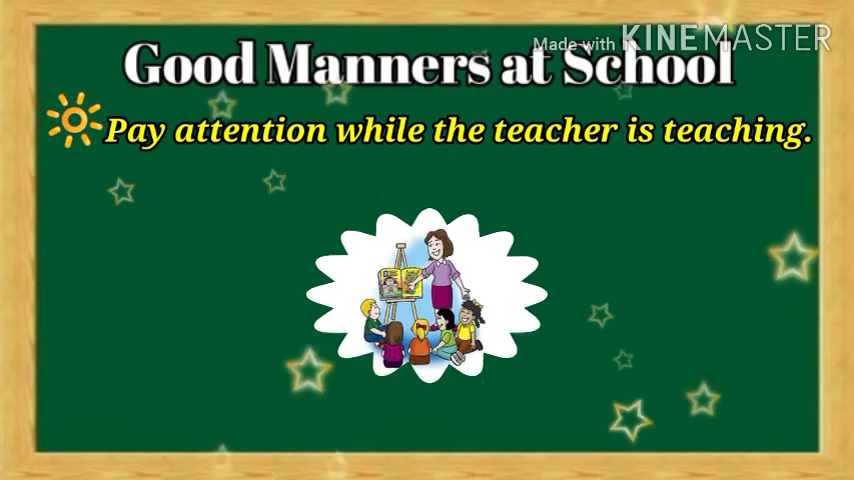 Made with KINEMASTER
Good Manners at School
Pay attention while the teacher is teaching.